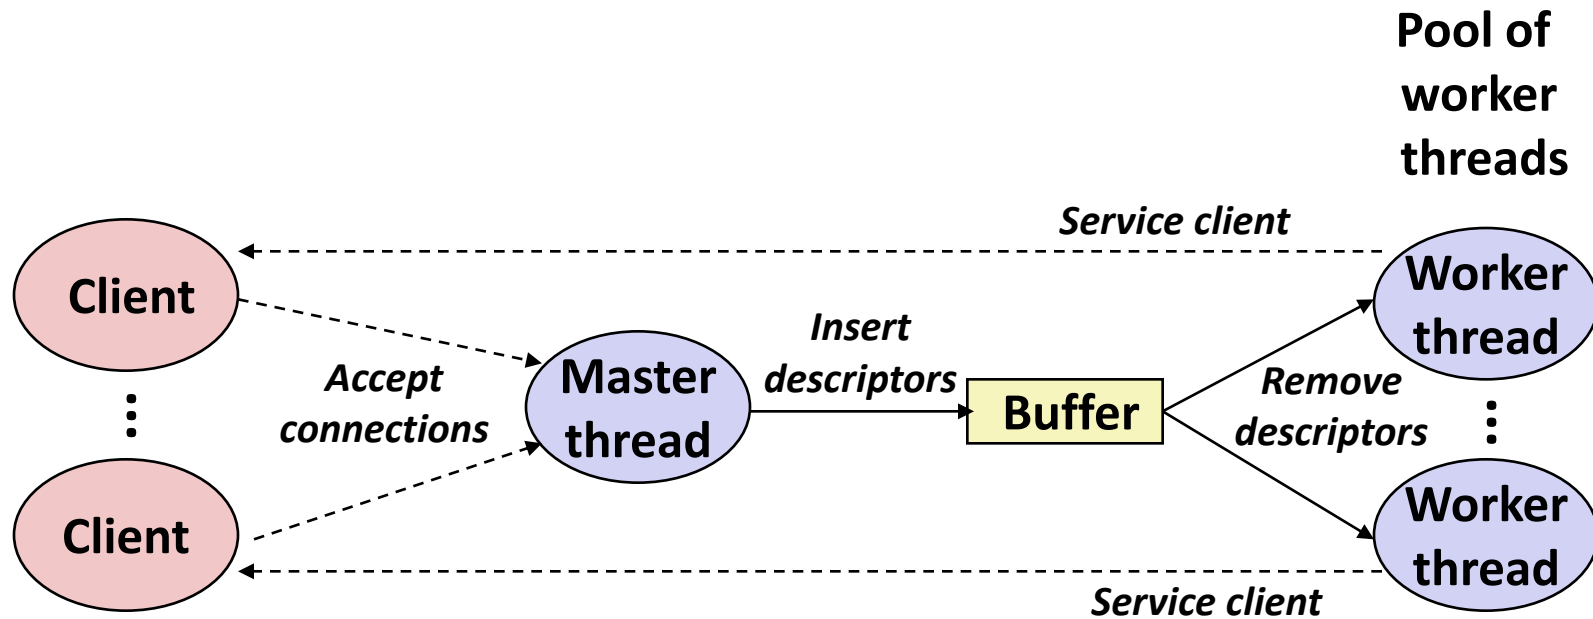 Pool of
worker
threads
Service client
Client
Worker
thread
Insert
descriptors
Accept
connections
Master
thread
Buffer
Remove
descriptors
Client
Worker
thread
Service client